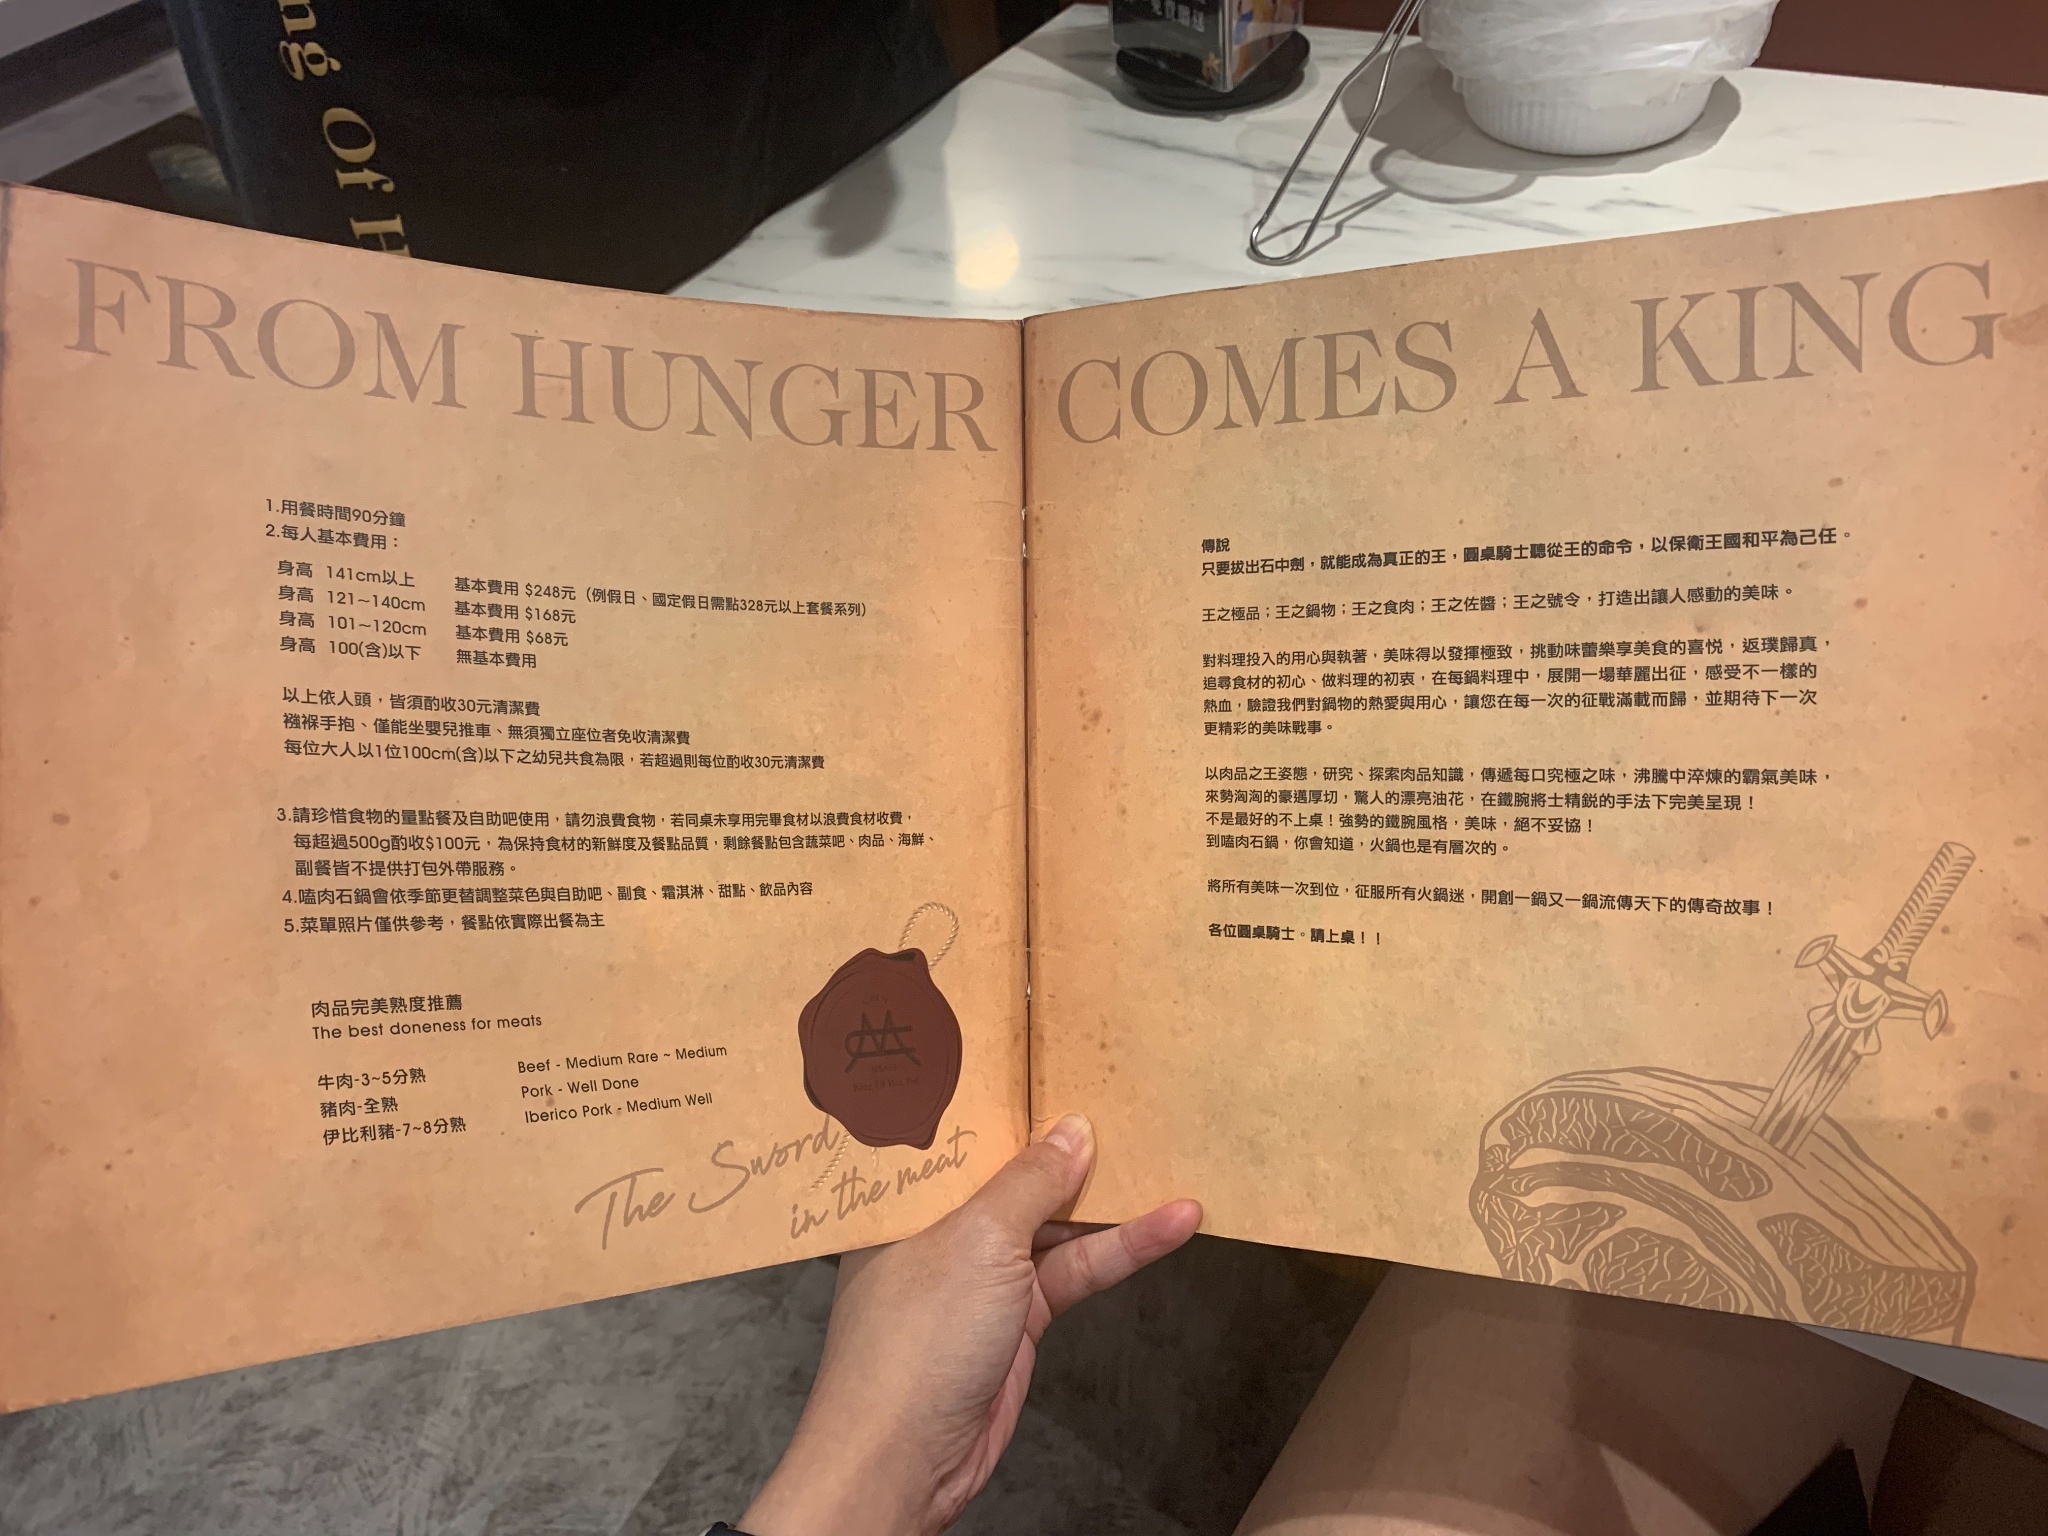 ng Of H
FROM HUNGER COMES A KING
1.用餐時間90分鐘
2.每人基本費用：
身高 141cm以上 基本費用 $248元（例假日、國定假日需點328元以上套餐系列）
身高 121~140cm 基本費用 $168元
身高 101~120cm 基本費用 $68元
身高 100(含)以下 無基本費用
以上依人頭，皆須酌收30元清潔費
襁褓手抱、僅能坐嬰兒推車、無須獨立座位者免收清潔費
每位大人以1位100cm(含)以下之幼兒共食為限，若超過則每位酌收30元清潔費
3.請珍惜食物的量點餐及自助吧使用，請勿浪費食物，若同桌未享用完畢食材以浪費食材收費，
每超過500g酌收$100元，為保持食材的新鮮度及餐點品質，剩餘餐點包含蔬菜吧、肉品、海鮮、
副餐皆不提供打包外帶服務。
4.嗑肉石鍋會依季節更替調整菜色與自助吧、副食、霜淇淋、甜點、飲品內容
5.菜單照片僅供參考，餐點依實際出餐為主
肉品完美熟度推薦
The best doneness for meats
牛肉-3~5分熟 Beef - Medium Rare ~ Medium
豬肉-全熟 Pork - Well Done
伊比利豬-7~8分熟 Iberico Pork - Medium Well
The Sword
in the meat
傳說
只要拔出石中劍，就能成為真正的王，圓桌騎士聽從王的命令，以保衛王國和平為己任。
王之極品；王之鍋物；王之食肉；王之佐醬；王之號令，打造出讓人感動的美味。
對料理投入的用心與執著，美味得以發揮極致，挑動味蕾樂享美食的喜悅，返璞歸真，
追尋食材的初心、做料理的初衷，在每鍋料理中，展開一場華麗出征，感受不一樣的
熱血，驗證我們對鍋物的熱愛與用心，讓您在每一次的征戰滿載而歸，並期待下一次
更精彩的美味戰事。
以肉品之王姿態，研究、探索肉品知識，傳遞每口究極之味，沸騰中淬煉的霸氣美味，
來勢洶洶的豪邁厚切，驚人的漂亮油花，在鐵腕將士精銳的手法下完美呈現！
不是最好的不上桌！強勢的鐵腕風格，美味，絕不妥協！
到嗑肉石鍋，你會知道，火鍋也是有層次的。
將所有美味一次到位，征服所有火鍋迷，開創一鍋又一鍋流傳天下的傳奇故事！
各位圓桌騎士。請上桌！！